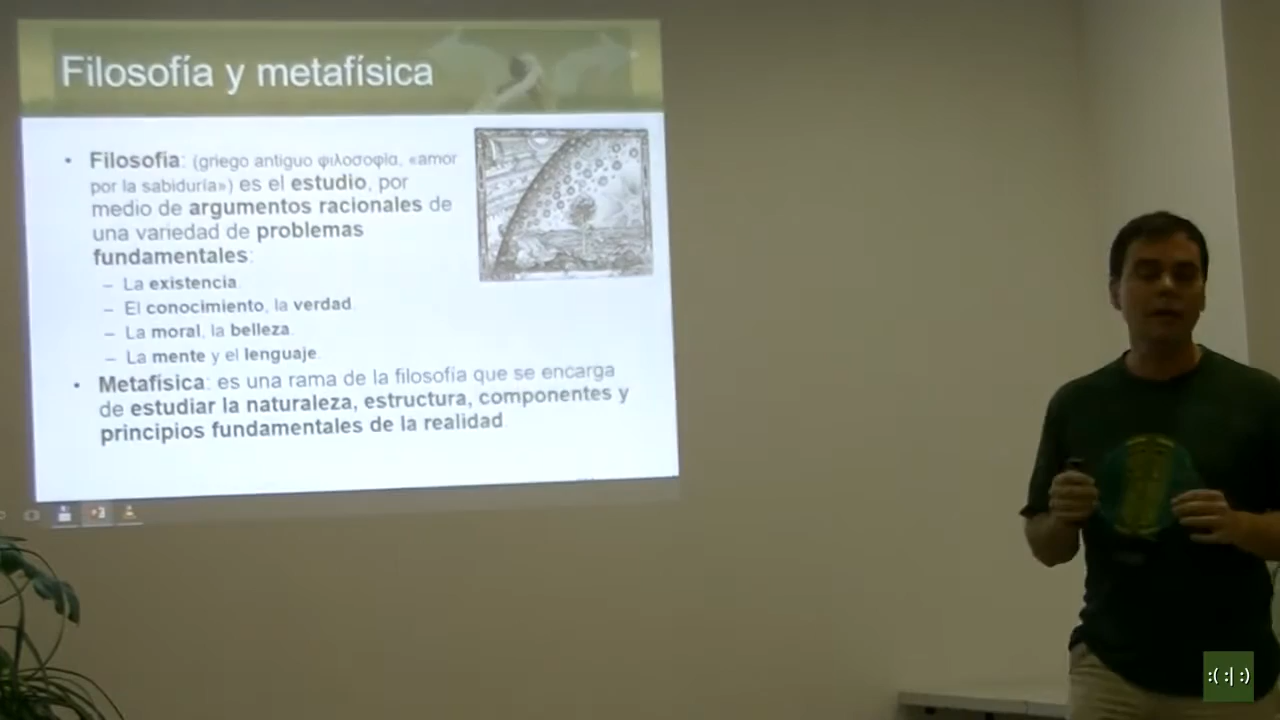 Filosofía y metafísica
• Filosofía: (griego antiguo φιλοσοφία, «amor
por la sabiduría») es el estudio, por
medio de argumentos racionales de
una variedad de problemas
fundamentales:
– La existencia.
– El conocimiento, la verdad.
– La moral, la belleza.
– La mente y el lenguaje.
• Metafísica: es una rama de la filosofía que se encarga
de estudiar la naturaleza, estructura, componentes y
principios fundamentales de la realidad.
:( :| :)